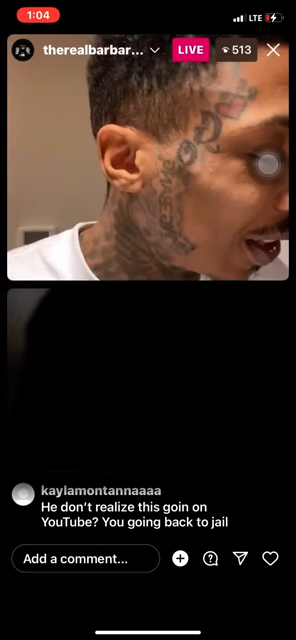 1:04
LTE
therealbarbar...
LIVE
513
kaylamontannaaaa
He don't realize this goin on
YouTube? You going back to jail
Add a comment...